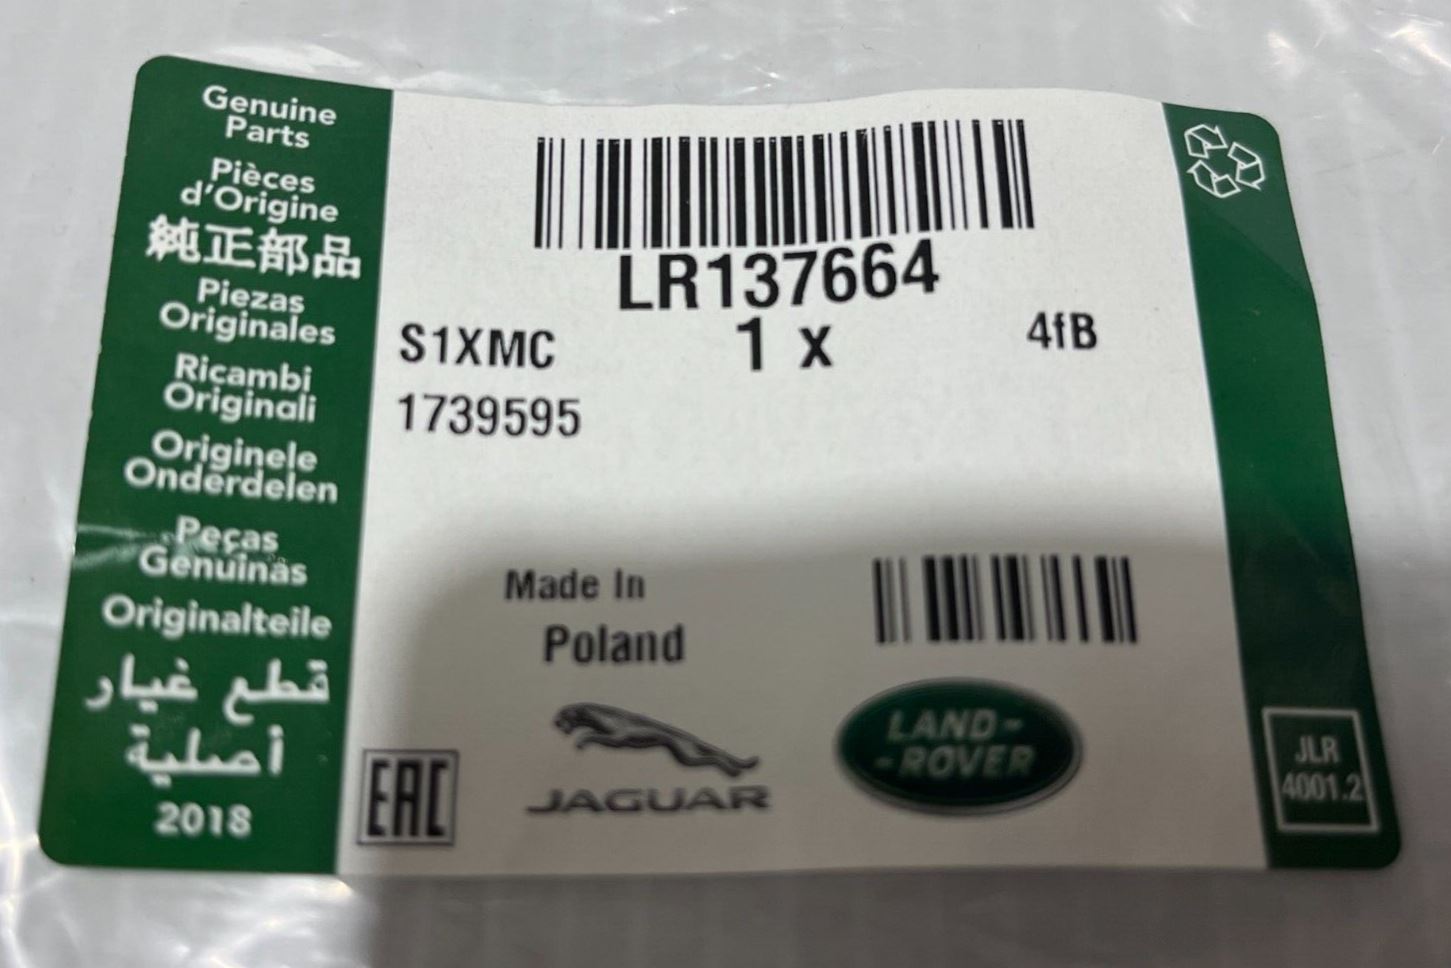 Genuine
Parts
Pièces
d'Origine
純正部品
Piezas
Originales
Ricambi
Originali
Originele
Onderdelen
Peças
Genuínas
Originalteile
قطع غيار
أصلية
2018
LR137664
S1XMC
1 x
4fB
1739595
Made In
Poland
EAC
JAGUAR
LAND-
-ROVER
JLR
4001.2